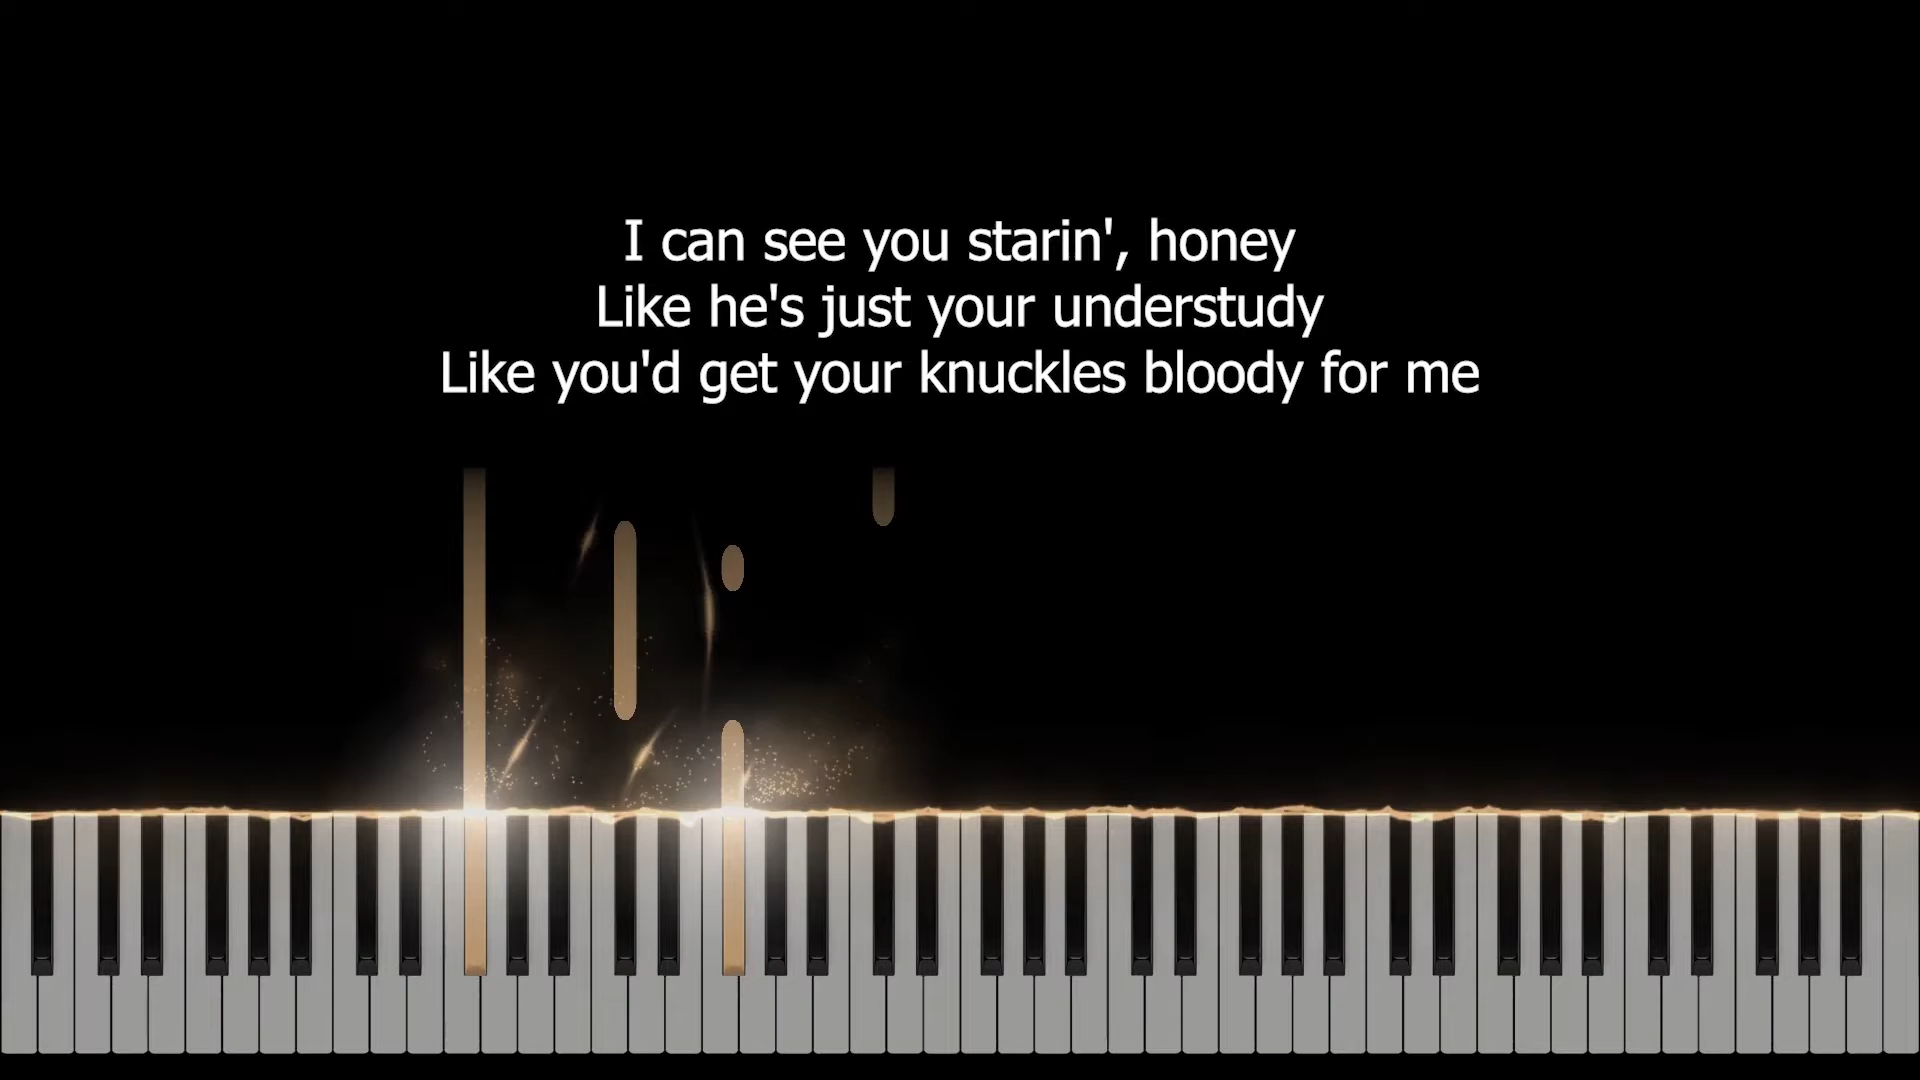 I can see you starin', honey
Like he's just your understudy
Like you'd get your knuckles bloody for me